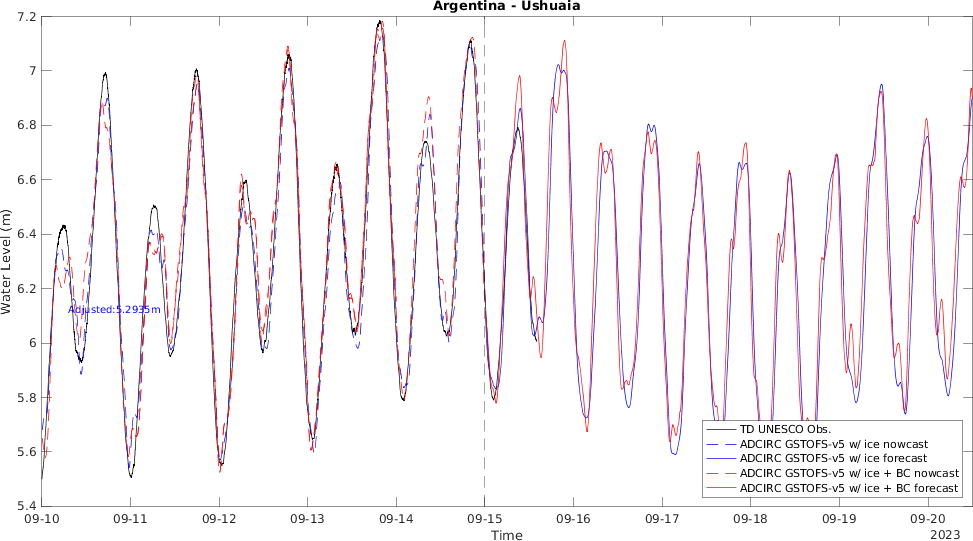 Argentina - Ushuaia
7.2
7
6.8
6.6
6.4
6.2
6
5.8
5.6
5.4
Water Level (m)
Adjusted:5.2935m
TD UNESCO Obs.
ADCIRC GSTOFS-v5 w/ ice nowcast
ADCIRC GSTOFS-v5 w/ ice forecast
ADCIRC GSTOFS-v5 w/ ice + BC nowcast
ADCIRC GSTOFS-v5 w/ ice + BC forecast
09-10 09-11 09-12 09-13 09-14 09-15 09-16 09-17 09-18 09-19 09-20
Time
2023